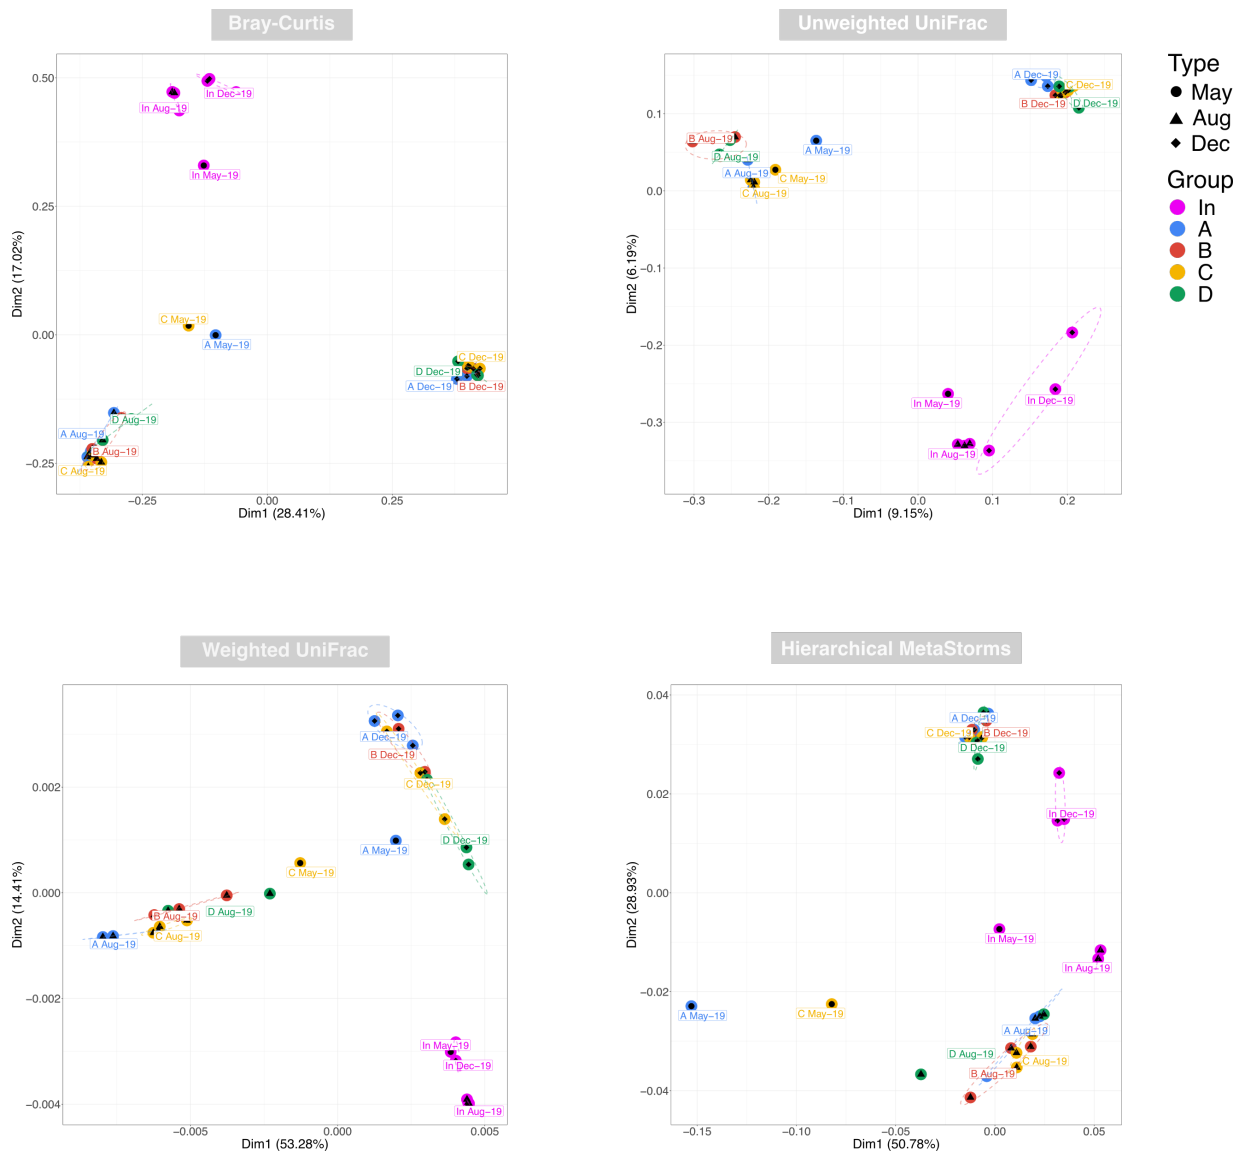 Bray-Curtis
Unweighted UniFrac
Type
May
Aug
Dec
Group
In
A
B
C
D
0.50
0.25
0.00
−0.25
Dim2 (17.02%)
In Dec−19
In Aug−19
In May−19
C May−19
A May−19
C Dec−19
D Dec−19
A Dec−19
B Dec−19
D Aug−19
A Aug−19
B Aug−19
C Aug−19
−0.25
0.00
0.25
Dim1 (28.41%)
0.1
0.0
−0.1
−0.2
−0.3
Dim2 (6.19%)
A Dec−19
C Dec−19
B Dec−19
D Dec−19
B Aug−19
A May−19
D Aug−19
A Aug−19
C May−19
C Aug−19
In May−19
In Dec−19
In Aug−19
−0.3
−0.2
−0.1
0.0
0.1
0.2
Dim1 (9.15%)
Weighted UniFrac
Hierarchical MetaStorms
0.002
0.000
−0.002
−0.004
Dim2 (14.41%)
A Dec−19
B Dec−19
C Dec−19
D Dec−19
A May−19
C May−19
D Aug−19
B Aug−19
C Aug−19
A Aug−19
In May−19
In Dec−19
In Aug−19
−0.005
0.000
0.005
Dim1 (53.28%)
0.04
0.02
0.00
−0.02
−0.04
Dim2 (28.93%)
A Dec−19
C Dec−19
B Dec−19
D Dec−19
In Dec−19
In May−19
In Aug−19
A May−19
C May−19
A Aug−19
D Aug−19
C Aug−19
B Aug−19
−0.15
−0.10
−0.05
0.00
0.05
Dim1 (50.78%)